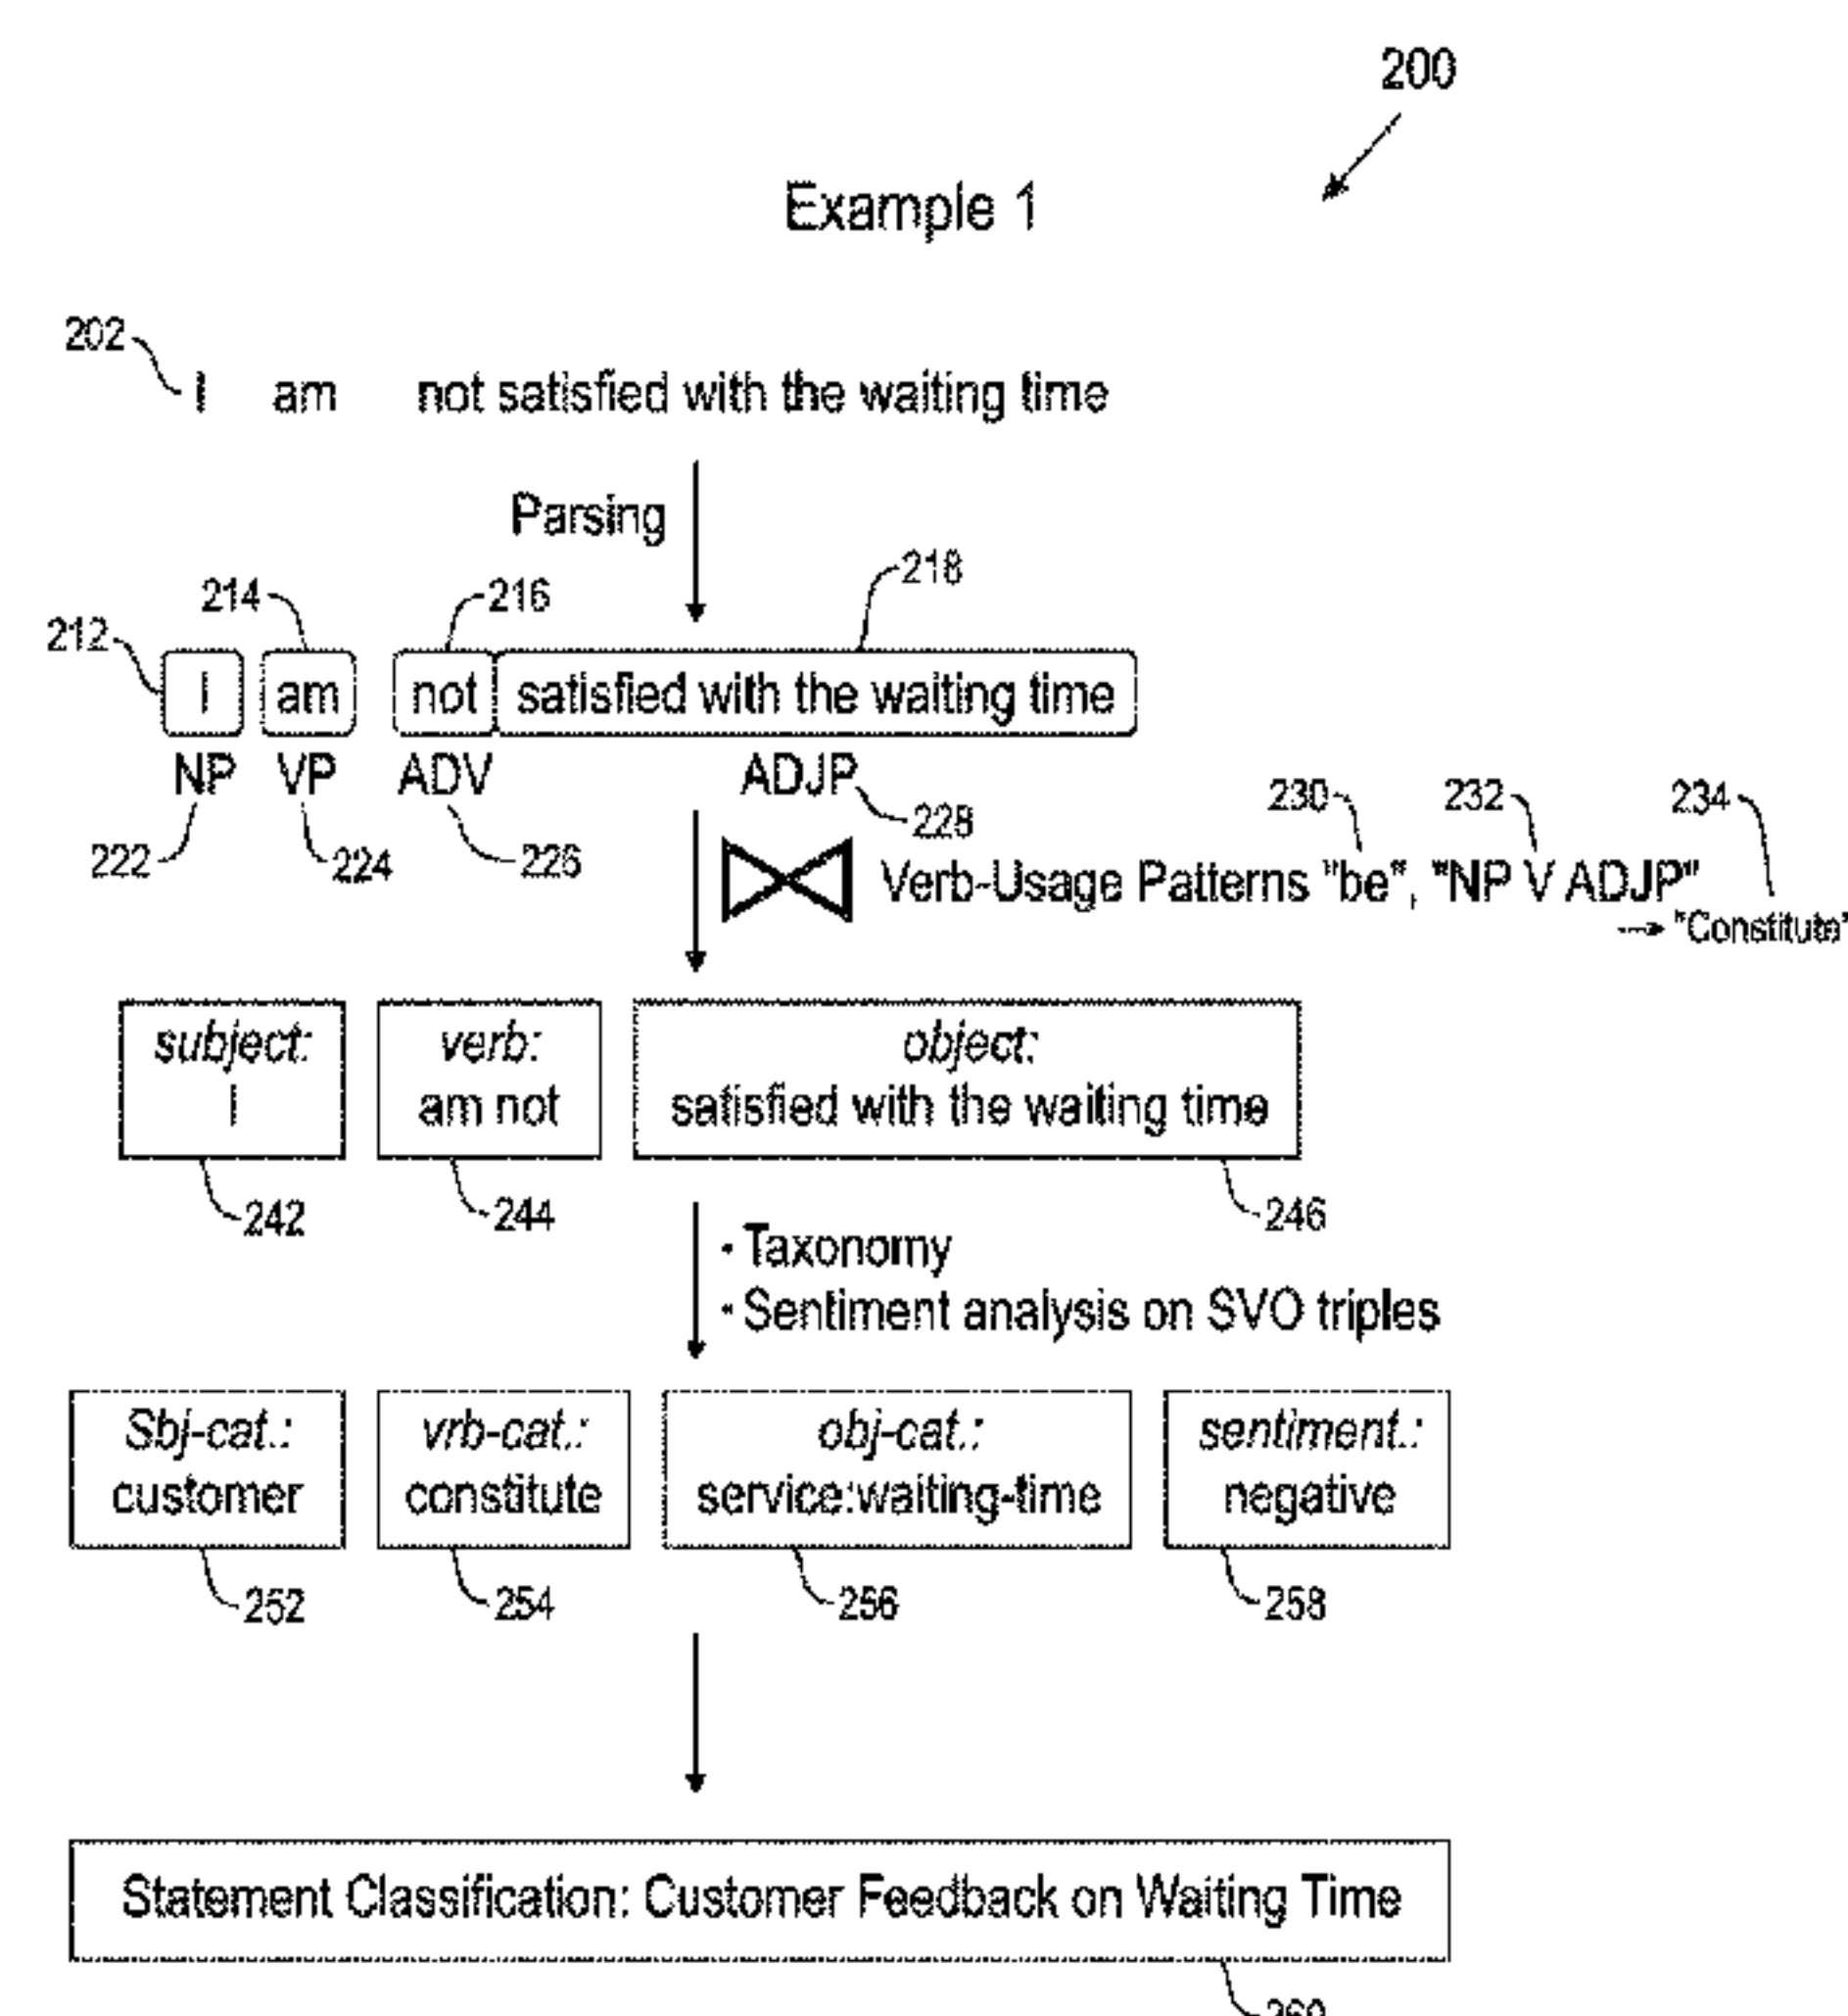 200
Example 1
202
I am not satisfied with the waiting time
Parsing
218
214 216
212
I am not satisfied with the waiting time
NP VP ADV ADJP
230 232 234
228
222 224 226
Verb-Usage Patterns "be", "NP V ADJP"
"Constitute"
subject: verb: object:
I am not satisfied with the waiting time
242 244 246
· Taxonomy
· Sentiment analysis on SVO triples
Sbj-cat.: vrb-cat.: obj-cat.: sentiment.:
customer constitute service:waiting-time negative
252 254 256 258
Statement Classification: Customer Feedback on Waiting Time